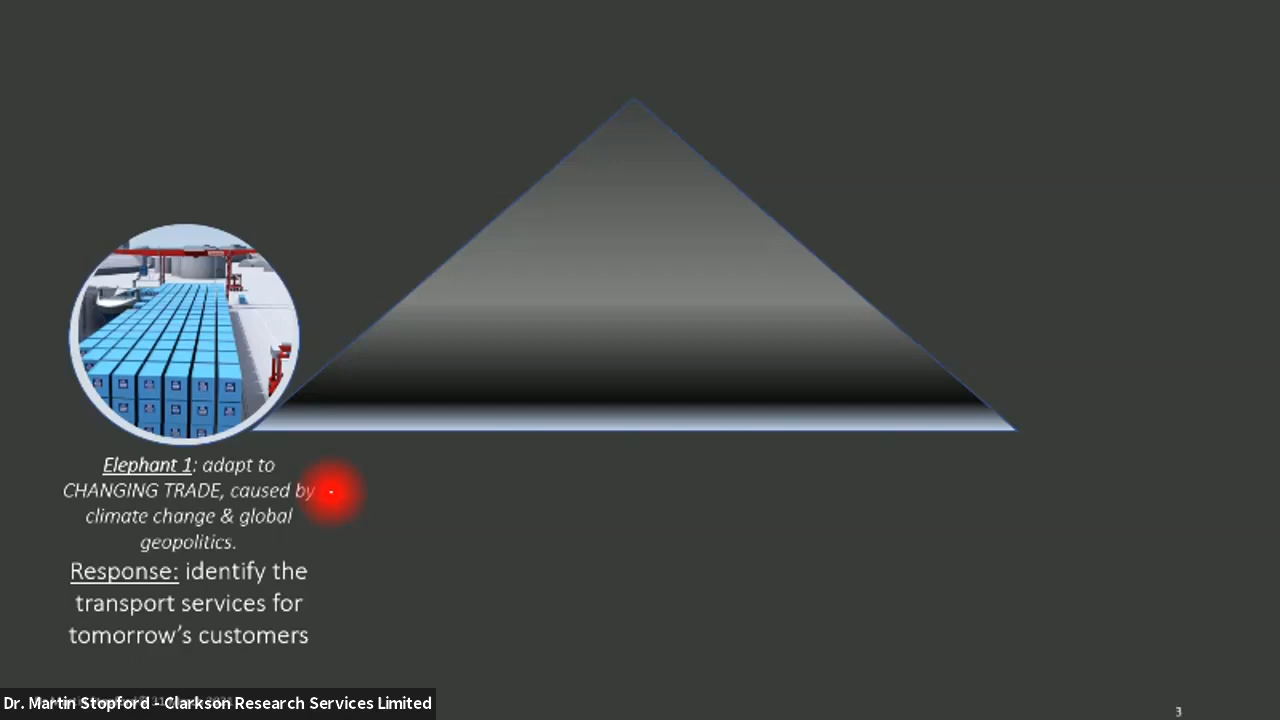 Elephant 1: adapt to
CHANGING TRADE, caused by
climate change & global
geopolitics.
Response: identify the
transport services for
tomorrow's customers
Dr. Martin Stopford - Clarkson Research Services Limited
3